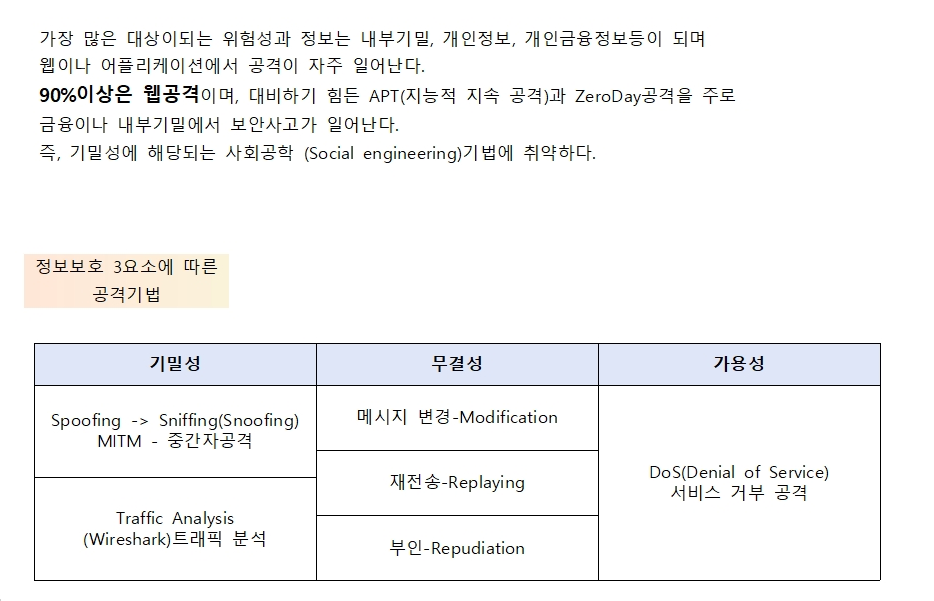 가장 많은 대상이되는 위험성과 정보는 내부기밀, 개인정보, 개인금융정보등이 되며
웹이나 어플리케이션에서 공격이 자주 일어난다.
90%이상은 웹공격이며, 대비하기 힘든 APT(지능적 지속 공격)과 ZeroDay공격을 주로
금융이나 내부기밀에서 보안사고가 일어난다.
즉, 기밀성에 해당되는 사회공학 (Social engineering)기법에 취약하다.
정보보호 3요소에 따른
공격기법
기밀성
무결성
가용성
Spoofing -> Sniffing(Snoofing)
MITM - 중간자공격
Traffic Analysis
(Wireshark)트래픽 분석
메시지 변경-Modification
재전송-Replaying
부인-Repudiation
DoS(Denial of Service)
서비스 거부 공격